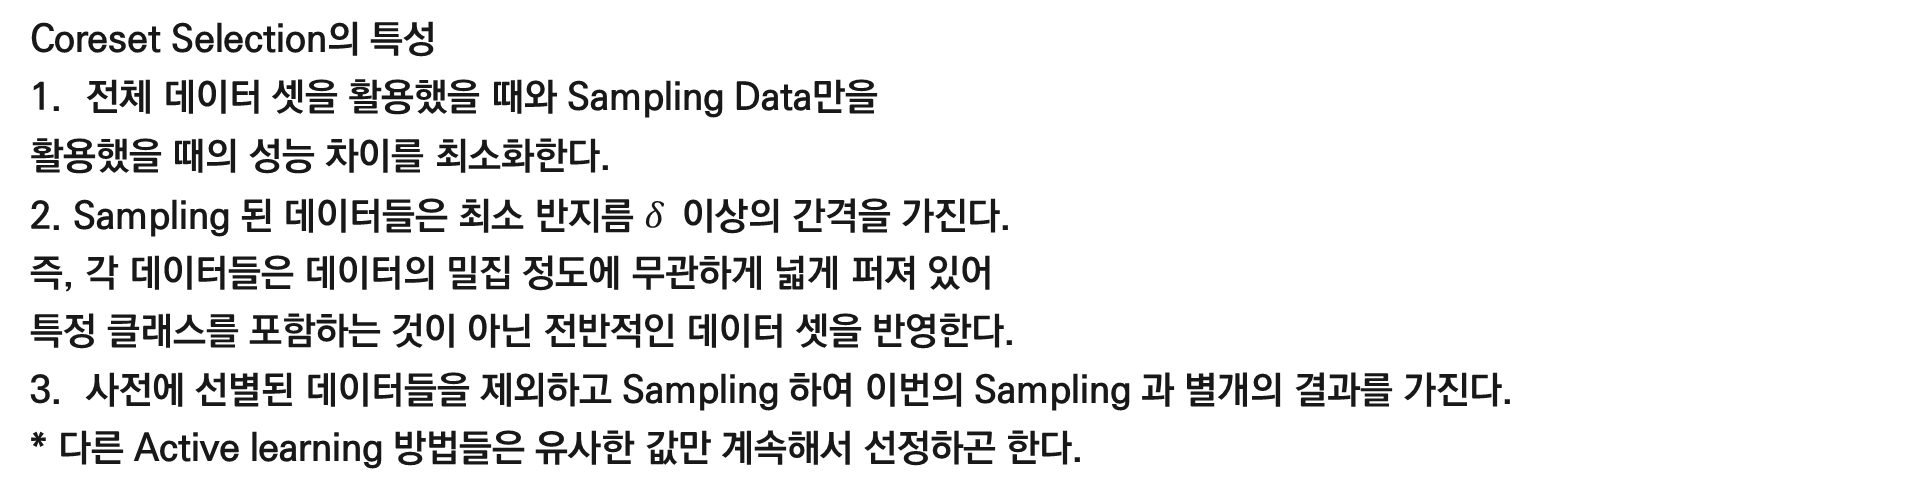 Coreset Selection의 특성
1. 전체 데이터 셋을 활용했을 때와 Sampling Data만을
활용했을 때의 성능 차이를 최소화한다.
2. Sampling 된 데이터들은 최소 반지름 δ 이상의 간격을 가진다.
즉, 각 데이터들은 데이터의 밀집 정도에 무관하게 넓게 퍼져 있어
특정 클래스를 포함하는 것이 아닌 전반적인 데이터 셋을 반영한다.
3. 사전에 선별된 데이터들을 제외하고 Sampling 하여 이번의 Sampling 과 별개의 결과를 가진다.
* 다른 Active learning 방법들은 유사한 값만 계속해서 선정하곤 한다.